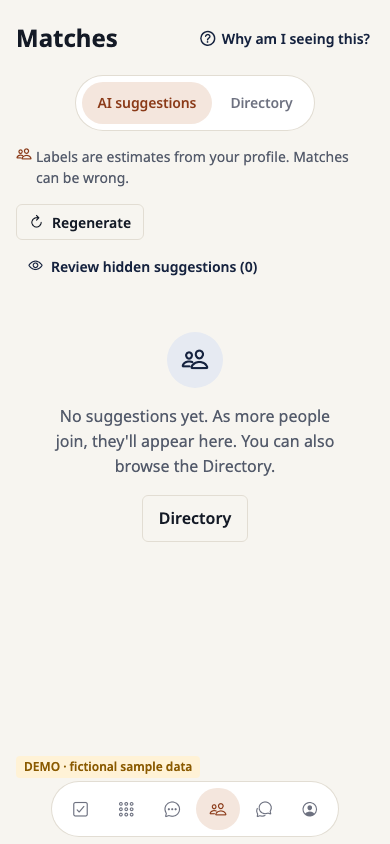 Matches
Why am I seeing this?
AI suggestions
Directory
Labels are estimates from your profile. Matches
can be wrong.
Regenerate
Review hidden suggestions (0)
No suggestions yet. As more people
join, they'll appear here. You can also
browse the Directory.
Directory
DEMO · fictional sample data